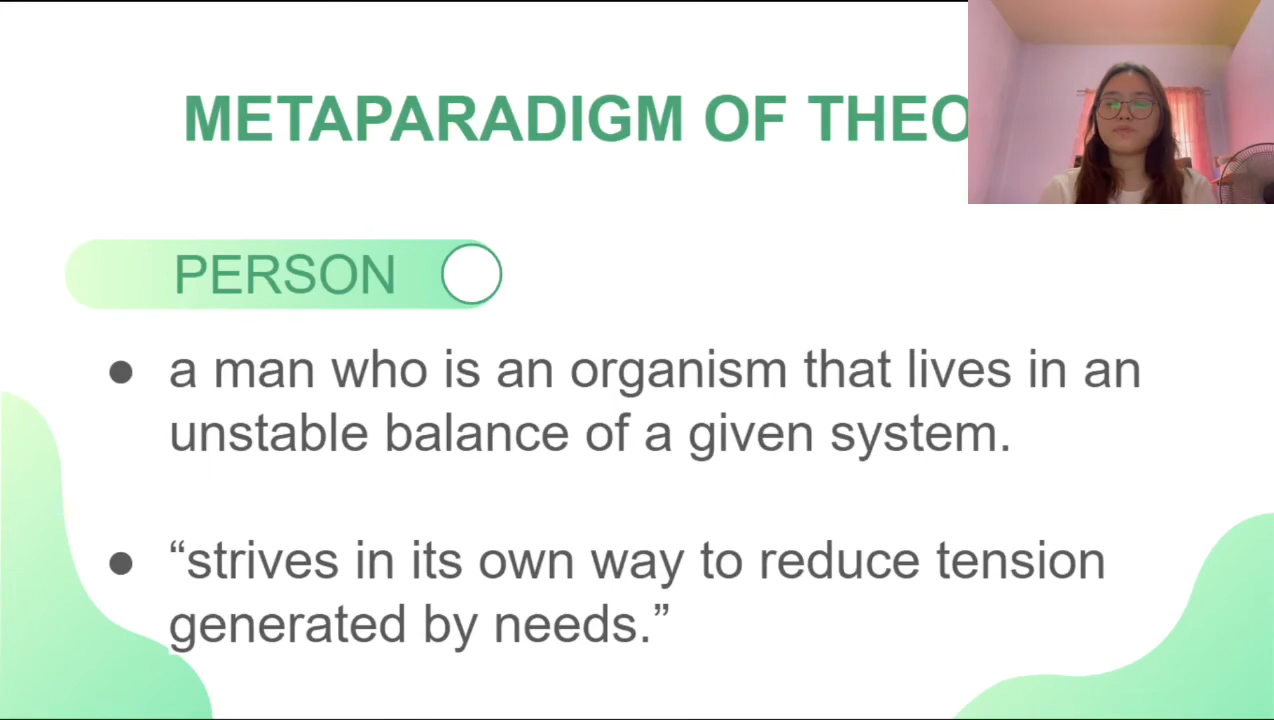 METAPARADIGM OF THEO
PERSON
● a man who is an organism that lives in an
unstable balance of a given system.
● “strives in its own way to reduce tension
generated by needs.”